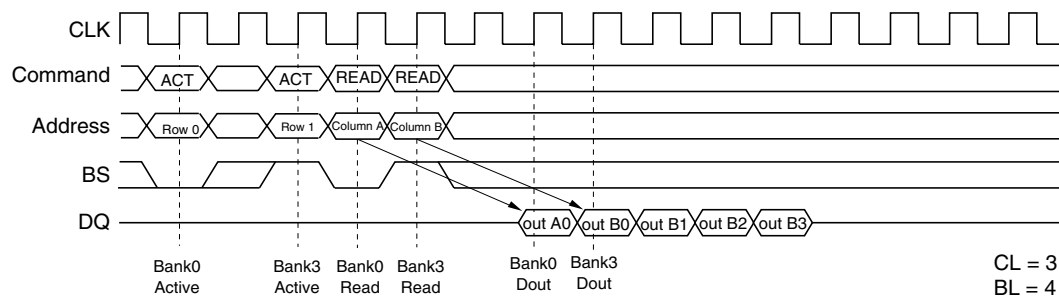 CLK
Command ACT ACT READ READ
Address Row 0 Row 1 Column A Column B
BS
DQ out A0 out B0 out B1 out B2 out B3
Bank0 Active
Bank3 Active
Bank0 Read
Bank3 Read
Bank0 Dout
Bank3 Dout
CL = 3
BL = 4